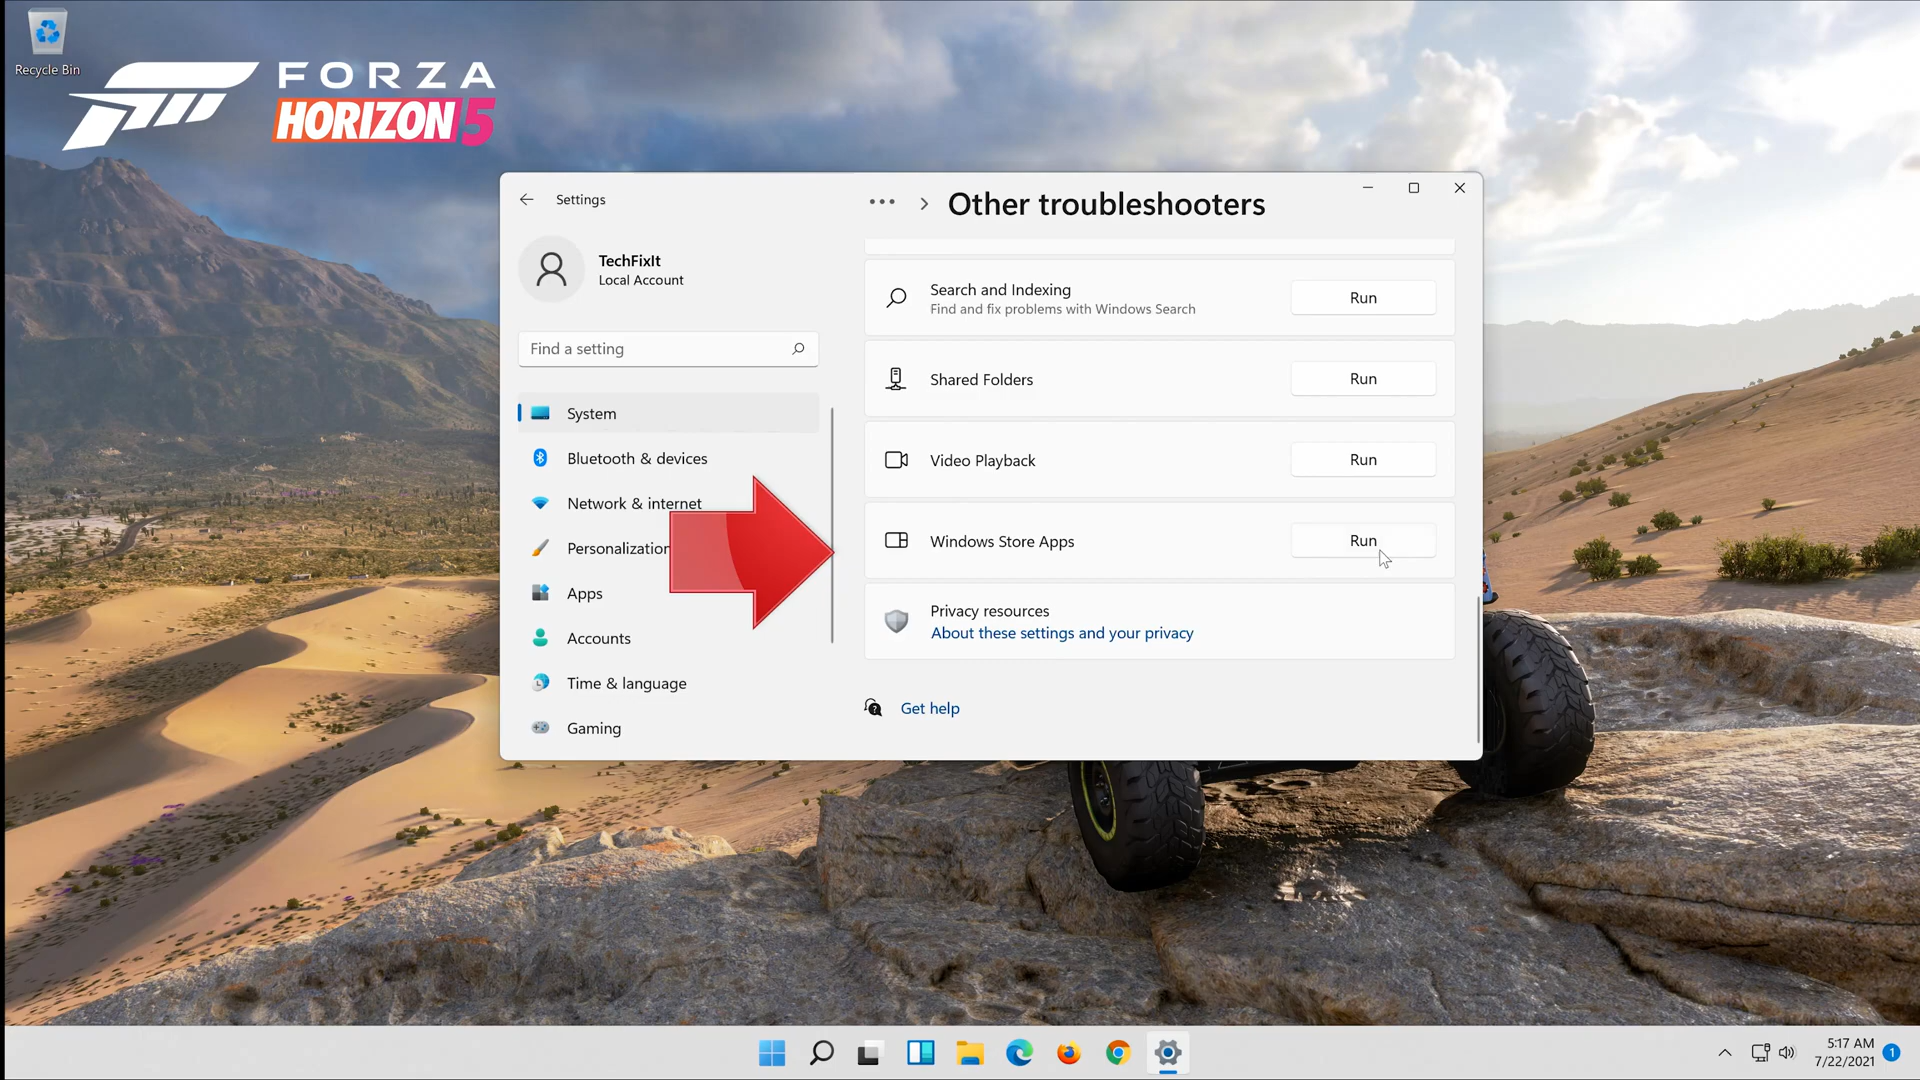 Recycle Bin
FORZA
HORIZON 5
Settings
Other troubleshooters
TechFixIt
Local Account
Find a setting
System
Bluetooth & devices
Network & internet
Personalization
Apps
Accounts
Time & language
Gaming
Search and Indexing
Find and fix problems with Windows Search
Run
Shared Folders
Run
Video Playback
Run
Windows Store Apps
Run
Privacy resources
About these settings and your privacy
Get help
5:17 AM
7/22/2021
1